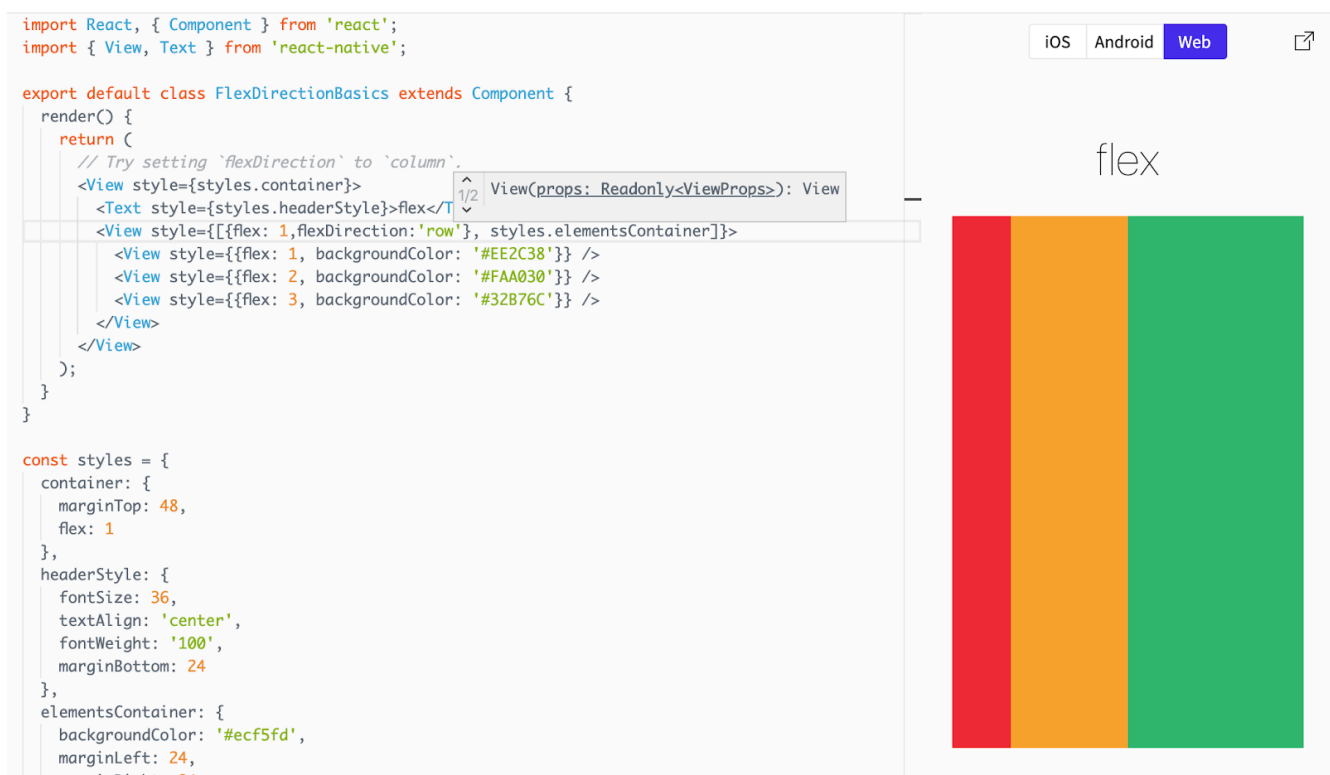 import React, { Component } from 'react';
import { View, Text } from 'react-native';
export default class FlexDirectionBasics extends Component {
render() {
return (
// Try setting `flexDirection` to `column`.
<View style={styles.container}>
<Text style={styles.headerStyle}>flex</T
<View style={[{flex: 1,flexDirection:'row'}, styles.elementsContainer]}>
<View style={{flex: 1, backgroundColor: '#EE2C38'}} />
<View style={{flex: 2, backgroundColor: '#FAA030'}} />
<View style={{flex: 3, backgroundColor: '#32B76C'}} />
</View>
</View>
);
}
}
const styles = {
container: {
marginTop: 48,
flex: 1
},
headerStyle: {
fontSize: 36,
textAlign: 'center',
fontWeight: '100',
marginBottom: 24
},
elementsContainer: {
backgroundColor: '#ecf5fd',
marginLeft: 24,
1/2 View(props: Readonly<ViewProps>): View
iOS Android Web
flex